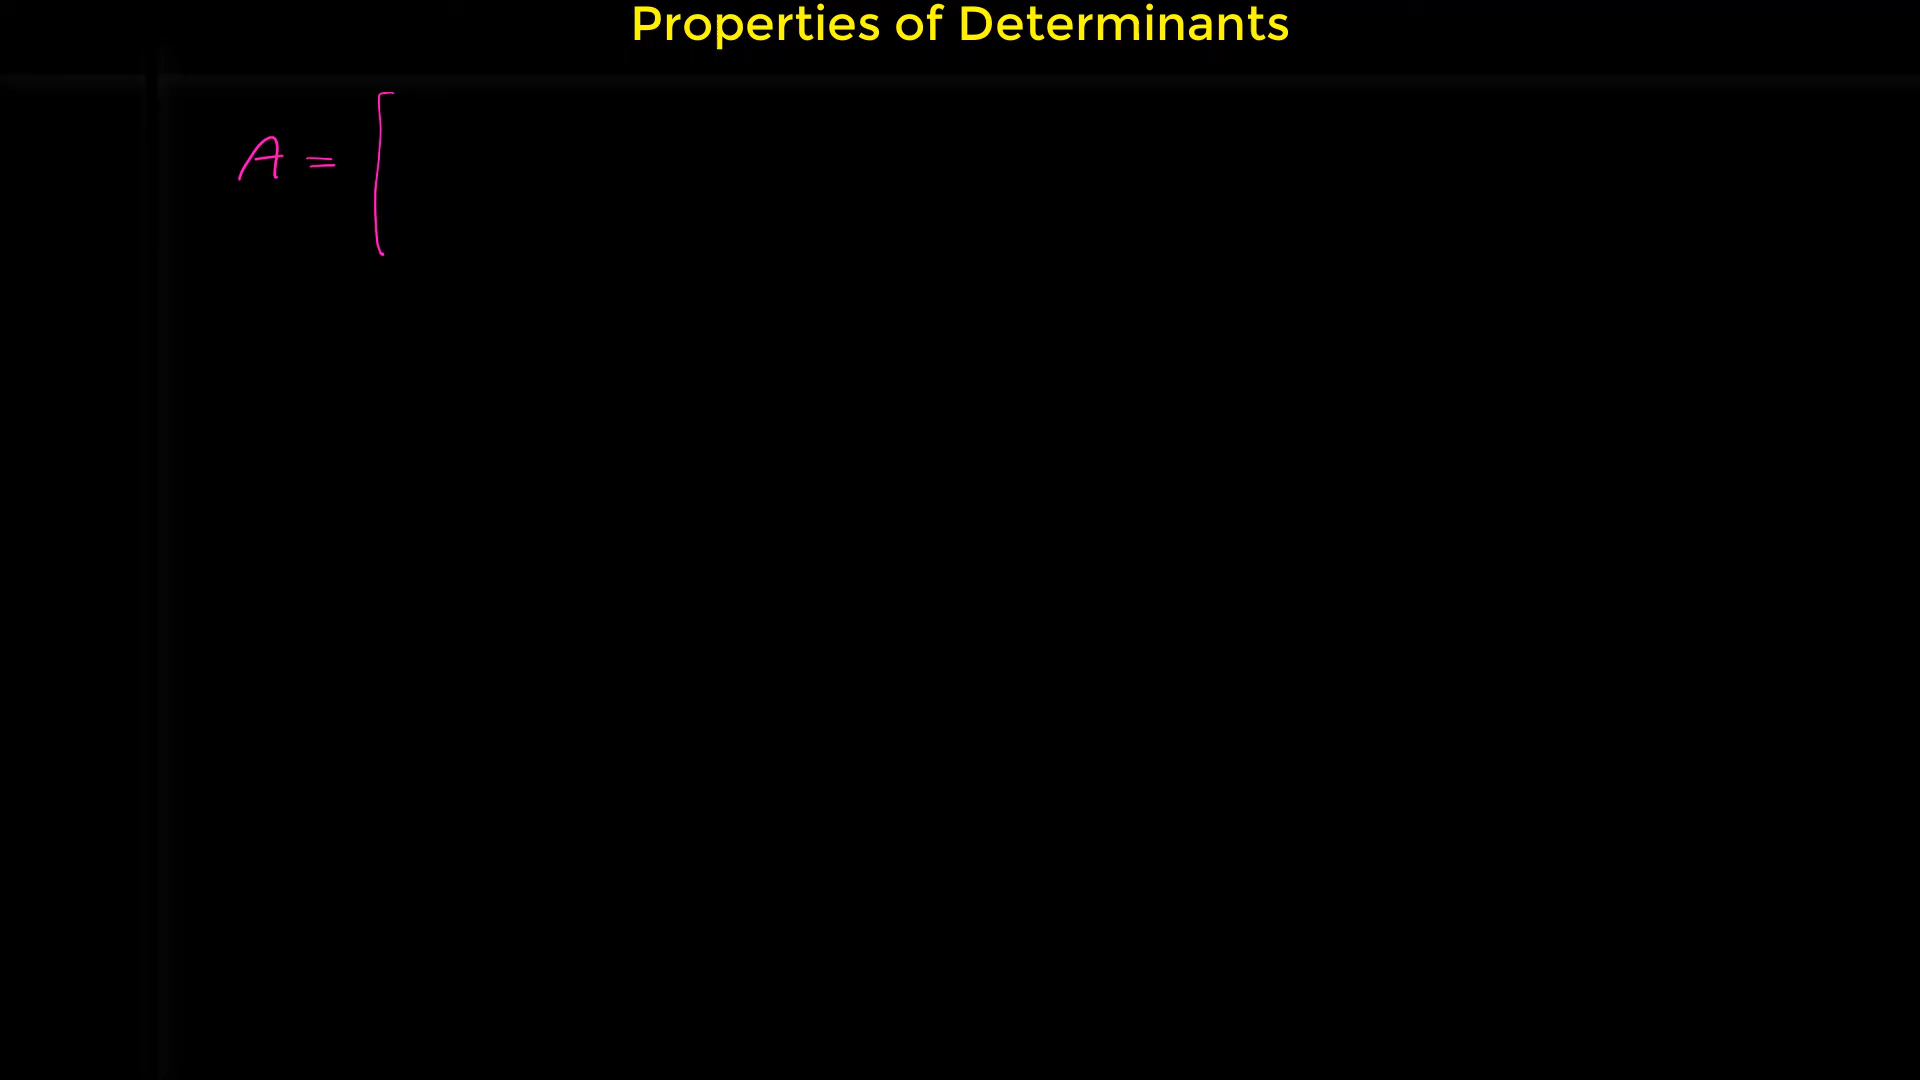 Properties of Determinants
A = [